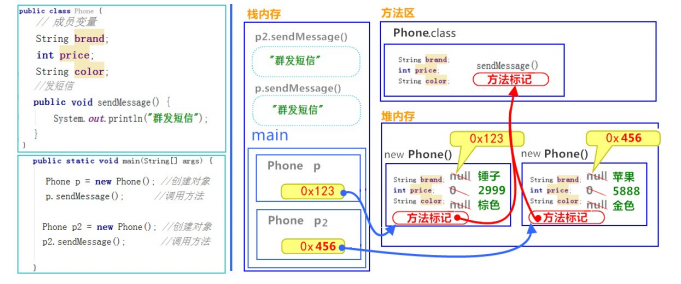 public class Phone {
// 成员变量
String brand;
int price;
String color;
//发短信
public void sendMessage() {
System.out.println("群发短信");
}
}
public static void main(String[] args) {
Phone p = new Phone(); //创建对象
p.sendMessage(); //调用方法
Phone p2 = new Phone(); //创建对象
p2.sendMessage(); //调用方法
}
栈内存
p2.sendMessage()
"群发短信"
p.sendMessage()
"群发短信"
main
Phone p
0x123
Phone p2
0x456
方法区
Phone.class
String brand;
int price;
String color;
sendMessage()
方法标记
堆内存
0x123
new Phone()
String brand; null 锤子
int price; 0 2999
String color; null 棕色
方法标记
0x456
new Phone()
String brand; null 苹果
int price; 0 5888
String color; null 金色
方法标记